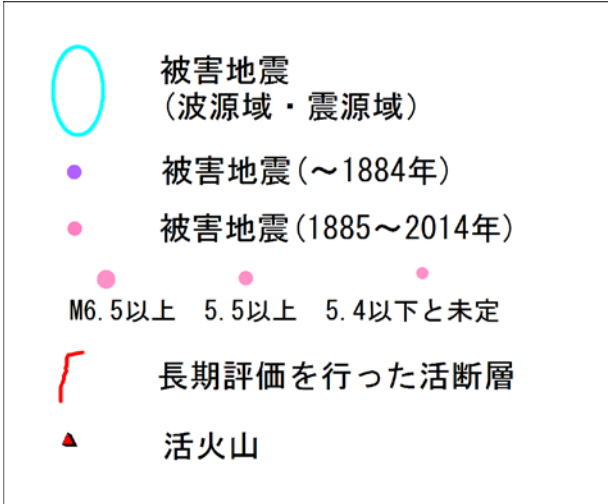 被害地震
(波源域・震源域)
被害地震(～1884年)
被害地震(1885～2014年)
M6.5以上 5.5以上 5.4以下と未定
長期評価を行った活断層
活火山